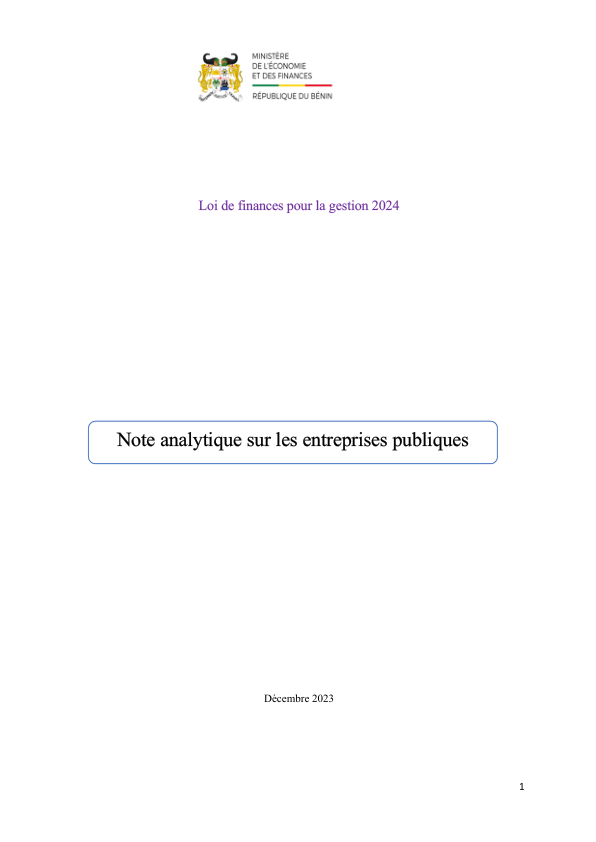 MINISTÈRE
DE L'ÉCONOMIE
ET DES FINANCES
RÉPUBLIQUE DU BÉNIN
Loi de finances pour la gestion 2024
Note analytique sur les entreprises publiques
Décembre 2023
1